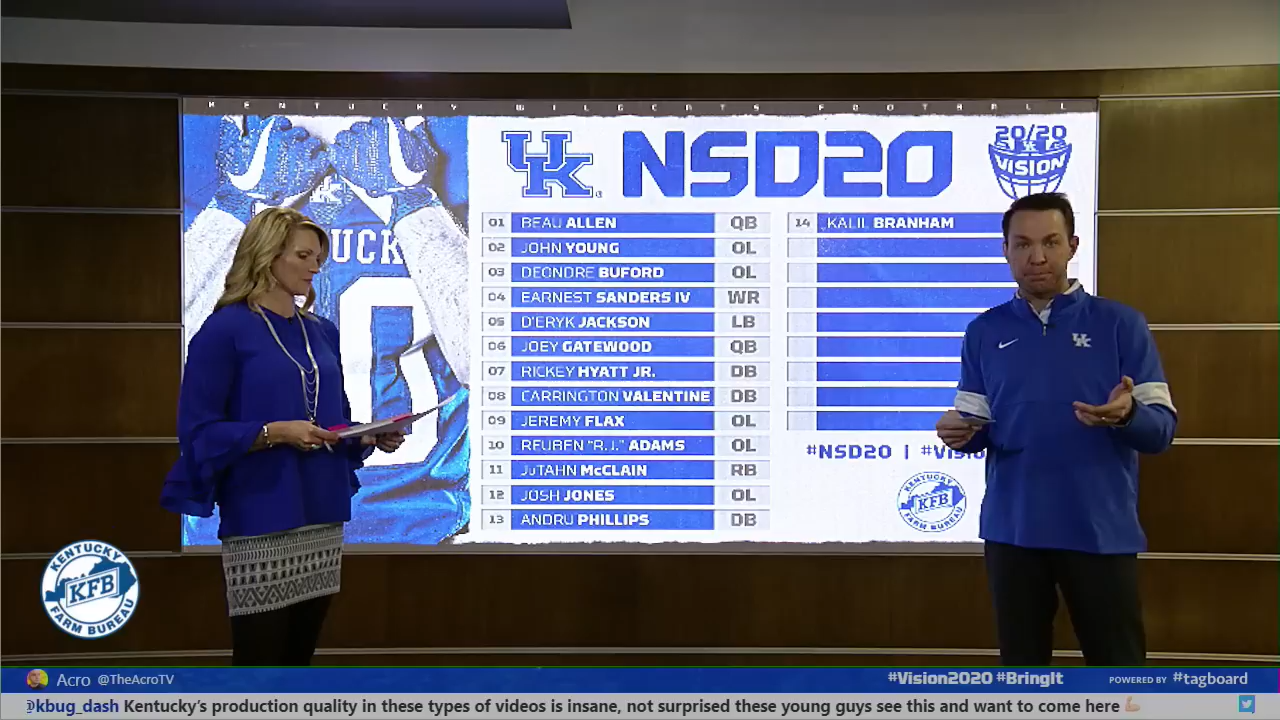 KENTUCKY WILDCATS FOOTBALL
UK NSD20
20/20
VISION
01 BEAU ALLEN QB
02 JOHN YOUNG OL
03 DEONDRE BUFORD OL
04 EARNEST SANDERS IV WR
05 D'ERYK JACKSON LB
06 JOEY GATEWOOD QB
07 RICKEY HYATT JR. DB
08 CARRINGTON VALENTINE DB
09 JEREMY FLAX OL
10 REUBEN "R.J." ADAMS OL
11 JuTAHN McCLAIN RB
12 JOSH JONES OL
13 ANDRU PHILLIPS DB
14 KALIL BRANHAM
#NSD20 | #VISIO
KENTUCKY
KFB
FARM BUREAU
UCK
UK
KENTUCKY
KFB
FARM BUREAU
Acro @TheAcroTV
#Vision2020 #BringIt
POWERED BY #tagboard
@kbug_dash Kentucky's production quality in these types of videos is insane, not surprised these young guys see this and want to come here 💪🏼